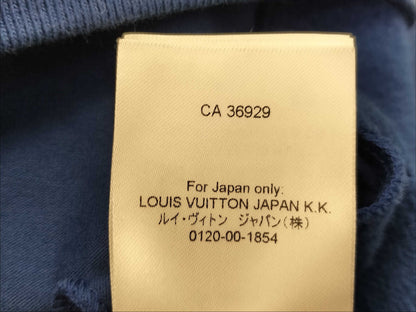 CA 36929
For Japan only:
LOUIS VUITTON JAPAN K.K.
ルイ・ヴィトン ジャパン(株)
0120-00-1854